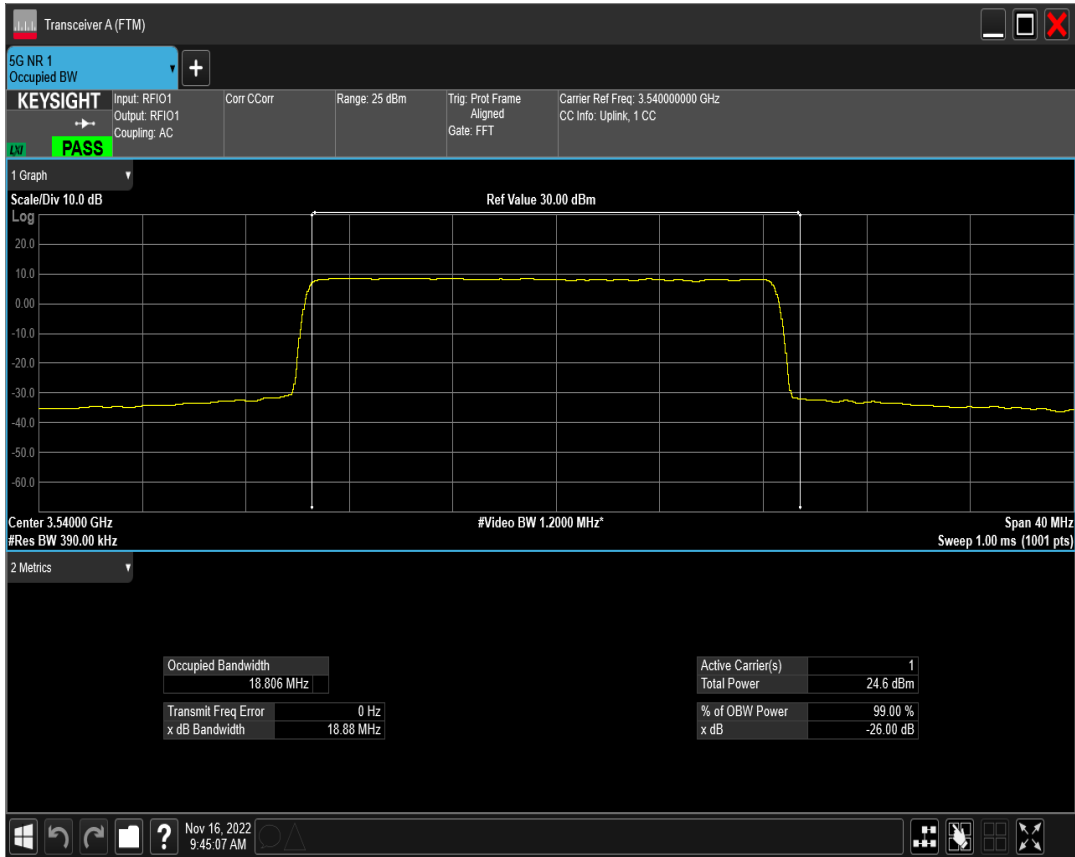 Transceiver A (FTM)
5G NR 1
Occupied BW
+
KEYSIGHT
LXI
PASS
Input: RFIO1
Output: RFIO1
Coupling: AC
Corr CCorr
Range: 25 dBm
Trig: Prot Frame
Aligned
Gate: FFT
Carrier Ref Freq: 3.540000000 GHz
CC Info: Uplink, 1 CC
1 Graph
Scale/Div 10.0 dB
Ref Value 30.00 dBm
Log
20.0
10.0
0.00
-10.0
-20.0
-30.0
-40.0
-50.0
-60.0
Center 3.54000 GHz
#Video BW 1.2000 MHz*
Span 40 MHz
#Res BW 390.00 kHz
Sweep 1.00 ms (1001 pts)
2 Metrics
Occupied Bandwidth
18.806 MHz
Transmit Freq Error 0 Hz
x dB Bandwidth 18.88 MHz
Active Carrier(s) 1
Total Power 24.6 dBm
% of OBW Power 99.00 %
x dB -26.00 dB
?
Nov 16, 2022
9:45:07 AM